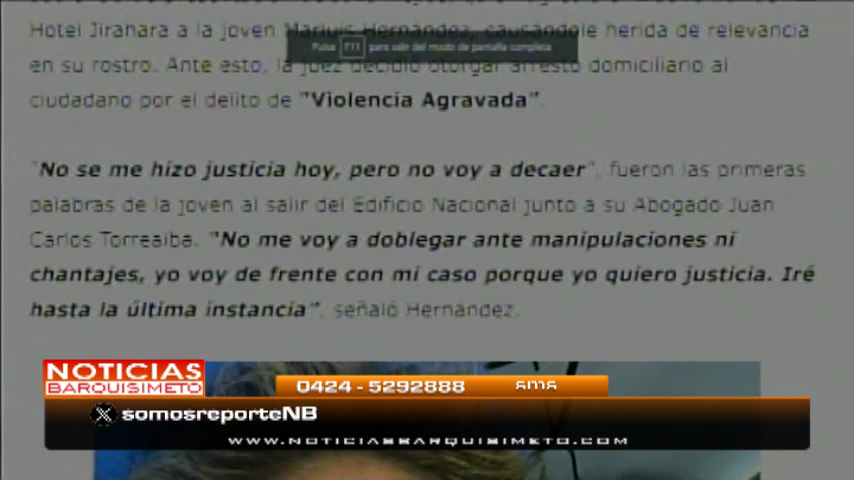 Hotel Jirahara a la joven Marluis Hernández, causándole herida de relevancia
Pulsa F11 para salir del modo de pantalla completa
en su rostro. Ante esto, la juez decidió otorgar arresto domiciliario al
ciudadano por el delito de "Violencia Agravada".
"No se me hizo justicia hoy, pero no voy a decaer", fueron las primeras
palabras de la joven al salir del Edificio Nacional junto a su Abogado Juan
Carlos Torrealba. "No me voy a doblegar ante manipulaciones ni
chantajes, yo voy de frente con mi caso porque yo quiero justicia. Iré
hasta la última instancia", señaló Hernández.
NOTICIAS
BARQUISIMETO
0424 - 5292888 sms
X somosreporteNB
WWW.NOTICIASBARQUISIMETO.COM